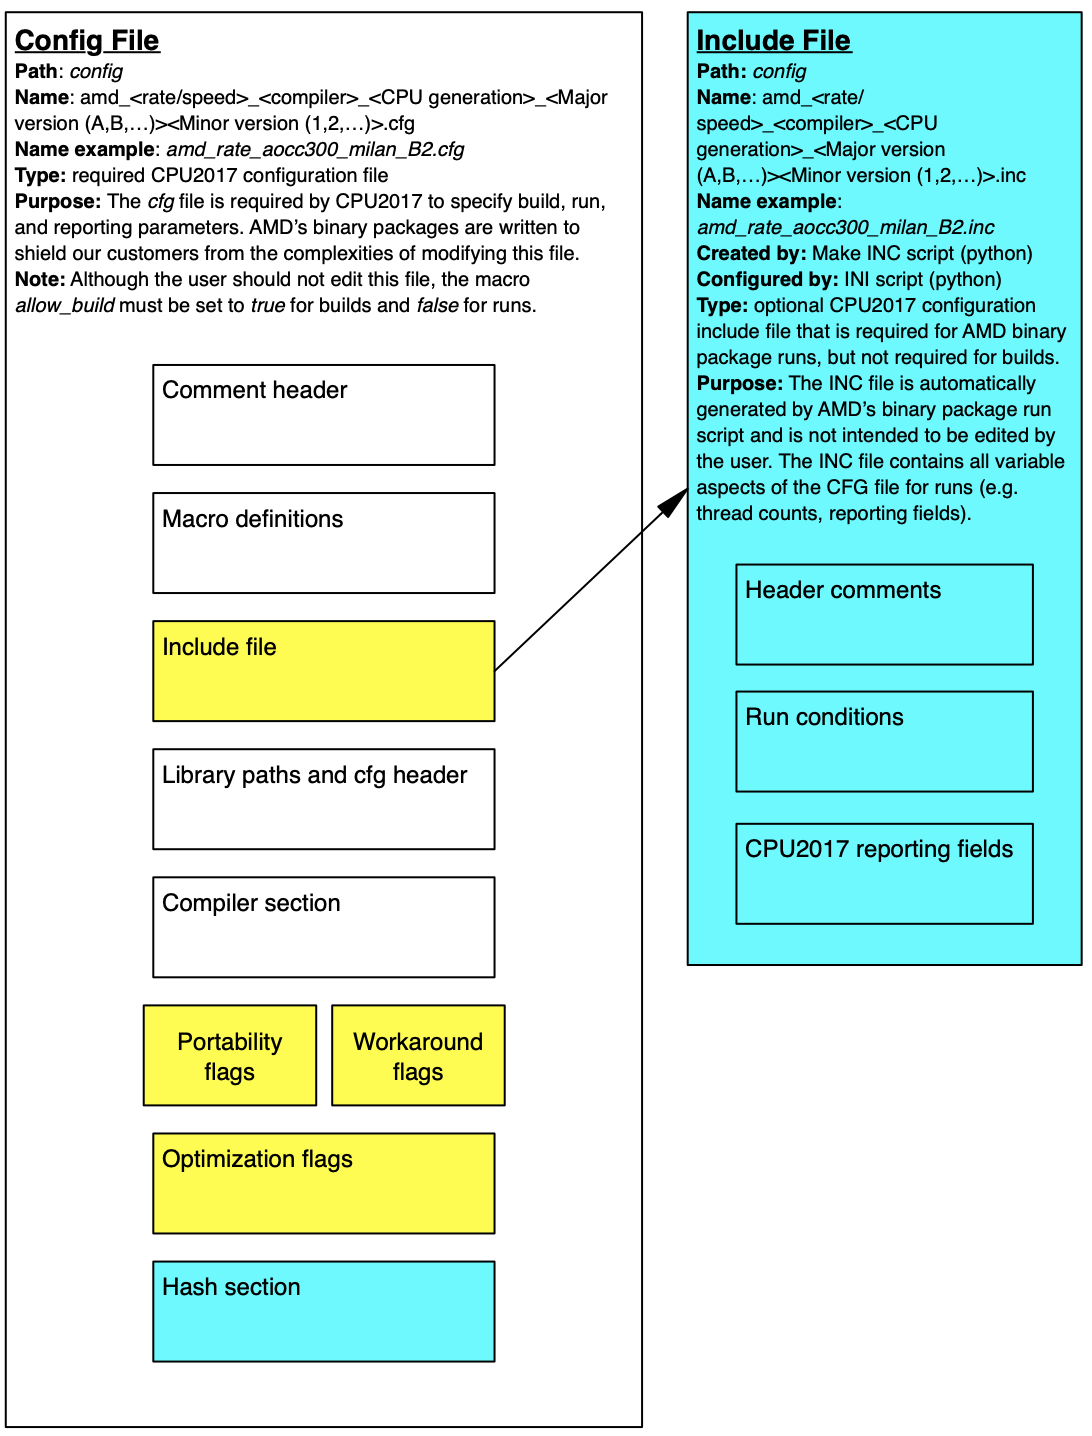 Config File
Path: config
Name: amd_<rate/speed>_<compiler>_<CPU generation>_<Major
version (A,B,…)><Minor version (1,2,…)>.cfg
Name example: amd_rate_aocc300_milan_B2.cfg
Type: required CPU2017 configuration file
Purpose: The cfg file is required by CPU2017 to specify build, run,
and reporting parameters. AMD’s binary packages are written to
shield our customers from the complexities of modifying this file.
Note: Although the user should not edit this file, the macro
allow_build must be set to true for builds and false for runs.
Comment header
Macro definitions
Include file
Library paths and cfg header
Compiler section
Portability
flags
Workaround
flags
Optimization flags
Hash section
Include File
Path: config
Name: amd_<rate/
speed>_<compiler>_<CPU
generation>_<Major version
(A,B,…)><Minor version (1,2,…)>.inc
Name example:
amd_rate_aocc300_milan_B2.inc
Created by: Make INC script (python)
Configured by: INI script (python)
Type: optional CPU2017 configuration
include file that is required for AMD binary
package runs, but not required for builds.
Purpose: The INC file is automatically
generated by AMD’s binary package run
script and is not intended to be edited by
the user. The INC file contains all variable
aspects of the CFG file for runs (e.g.
thread counts, reporting fields).
Header comments
Run conditions
CPU2017 reporting fields